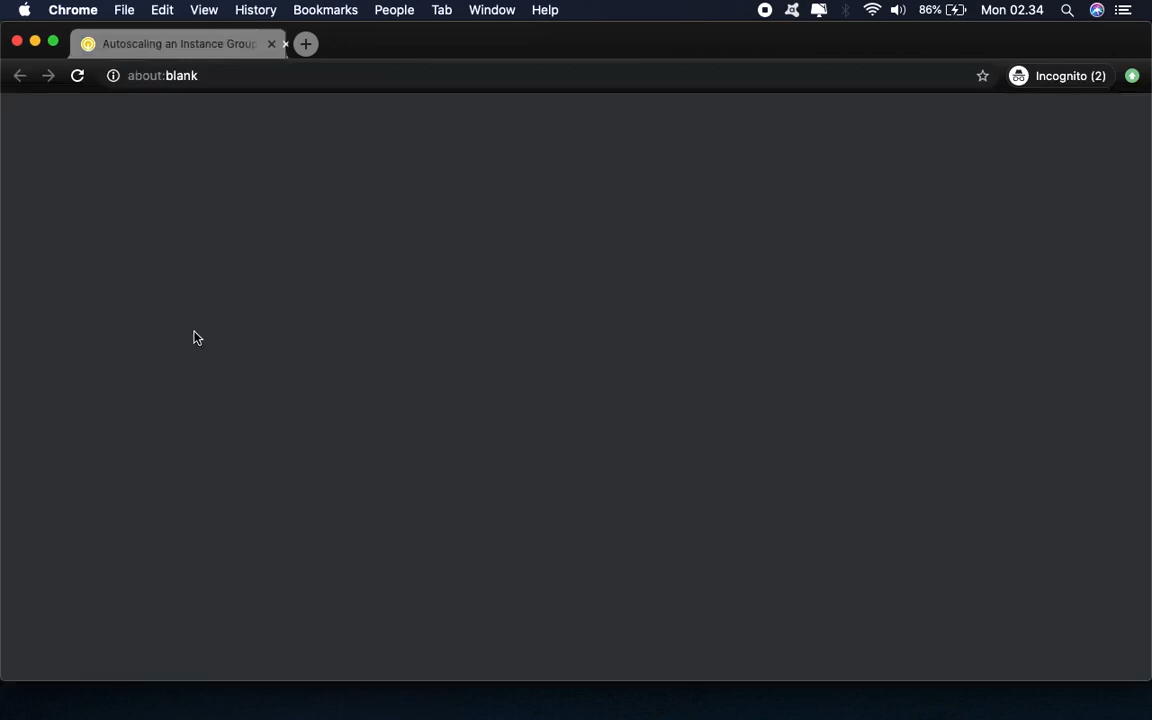 Chrome File Edit View History Bookmarks People Tab Window Help 86% Mon 02.34
Autoscaling an Instance Group
about:blank Incognito (2)